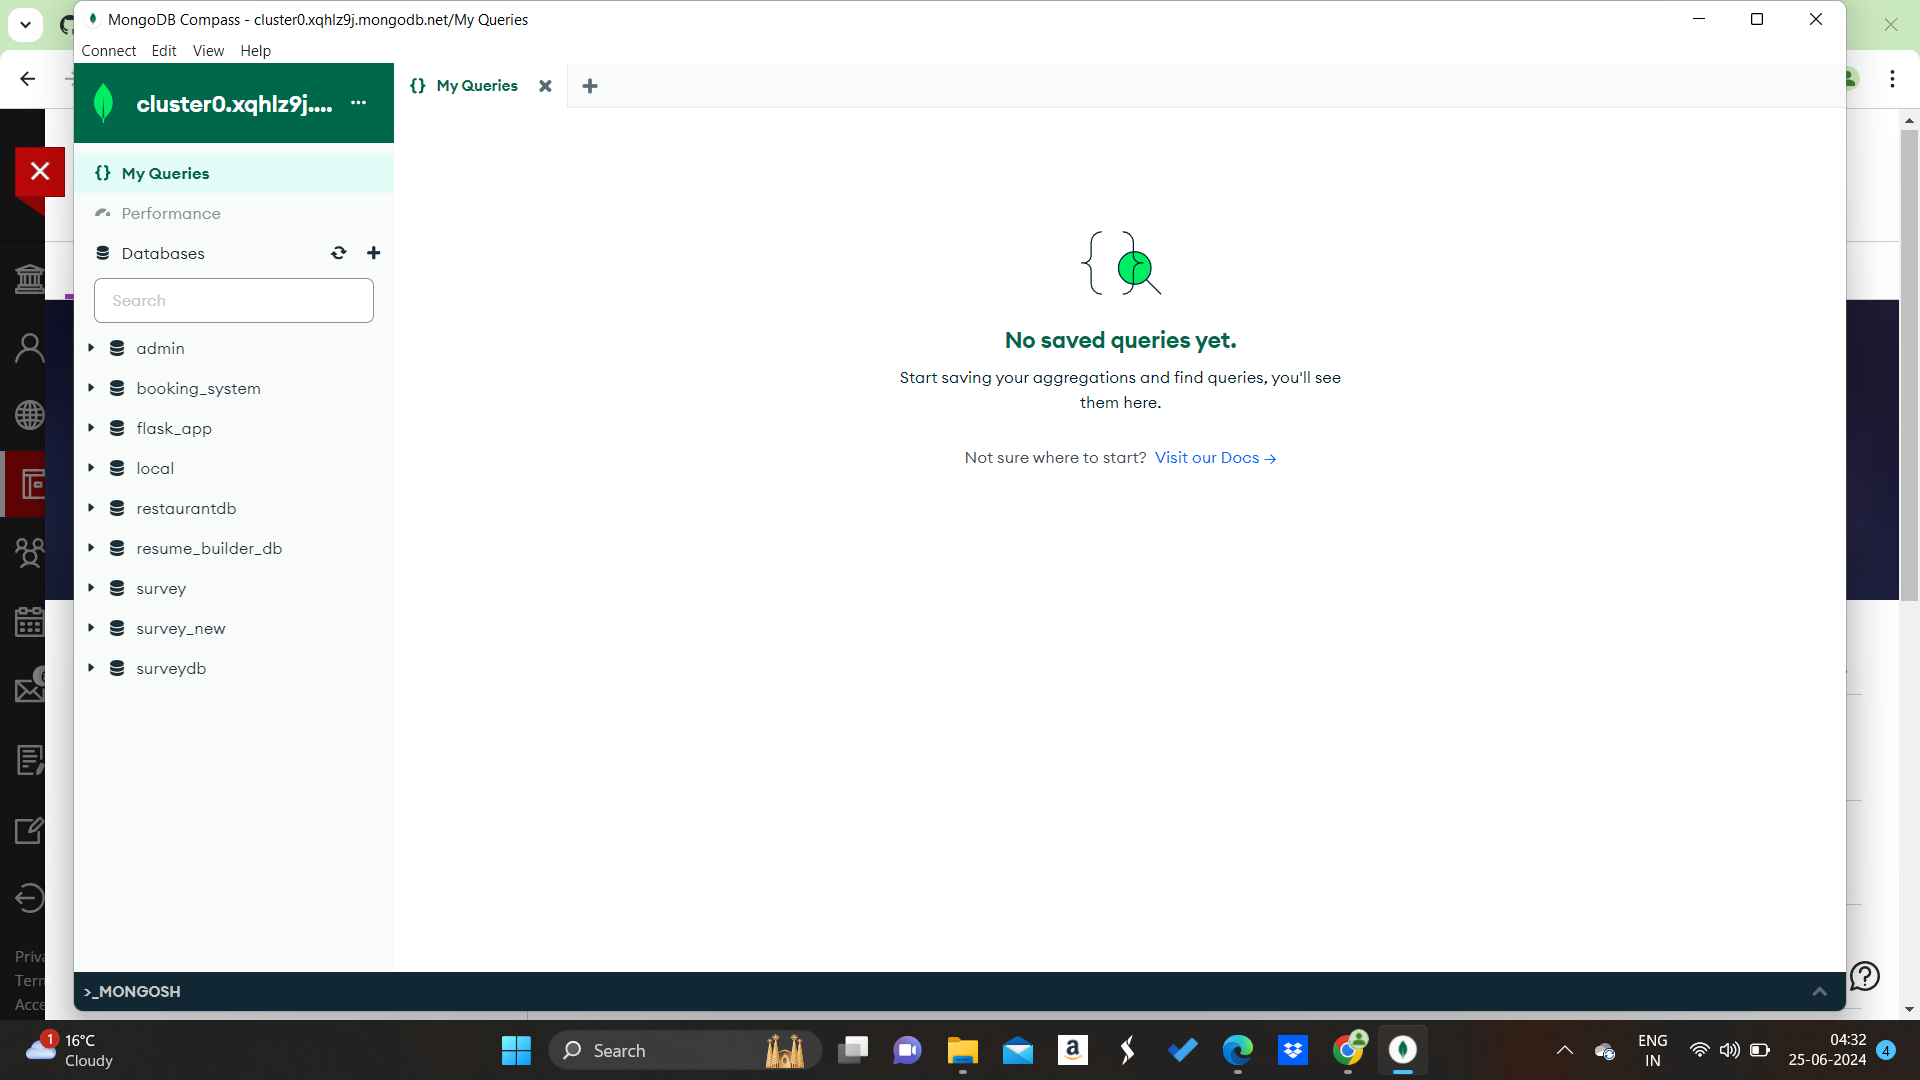 MongoDB Compass - cluster0.xqhlz9j.mongodb.net/My Queries
Connect Edit View Help
cluster0.xqhlz9j.... ...
{} My Queries
{} My Queries
Performance
Databases
Search
admin
booking_system
flask_app
local
restaurantdb
resume_builder_db
survey
survey_new
surveydb
No saved queries yet.
Start saving your aggregations and find queries, you'll see
them here.
Not sure where to start? Visit our Docs →
Priva
Term
Acce
>_MONGOSH
1
16°C
Cloudy
Search
a
ENG
IN
04:32
25-06-2024
4